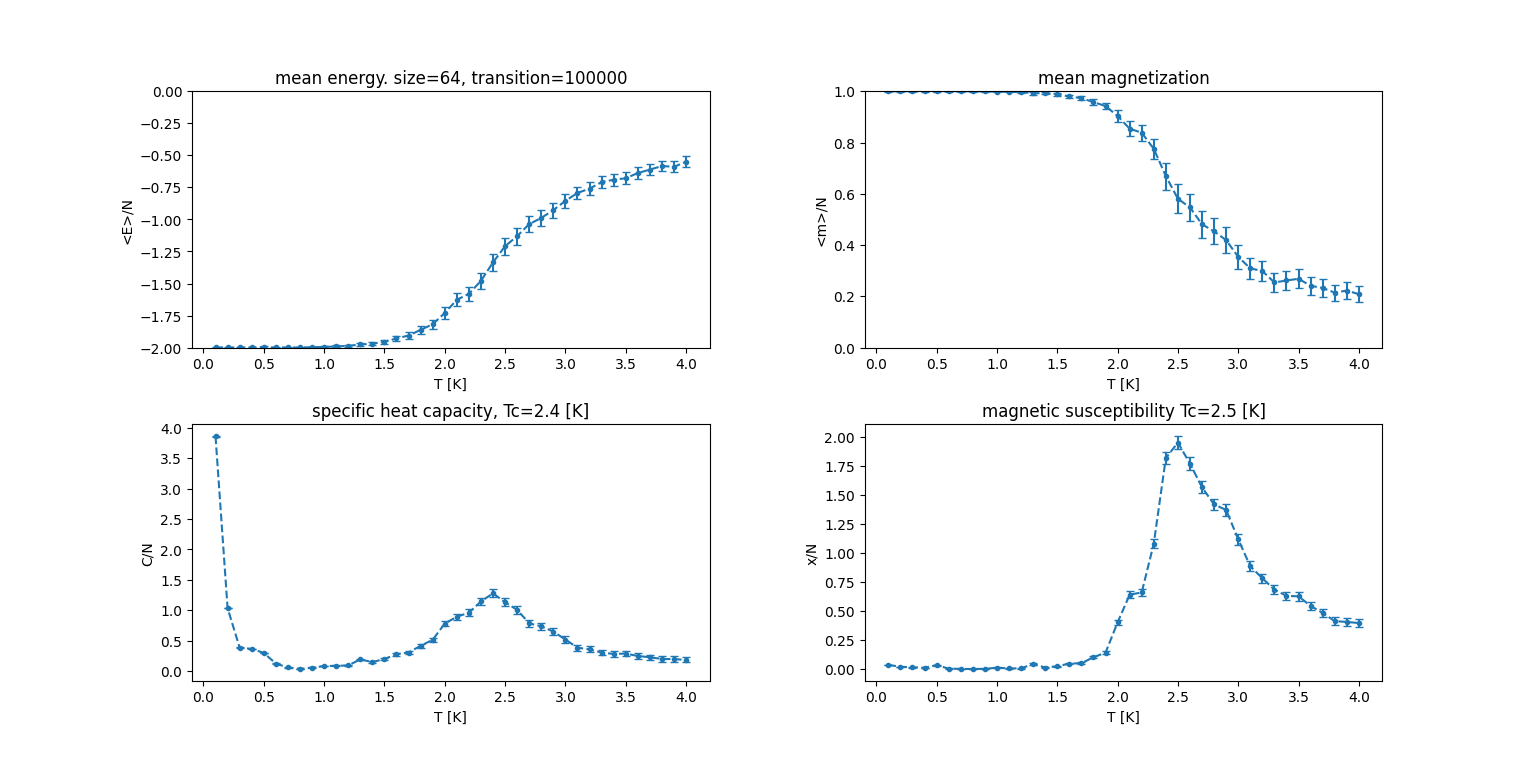 mean energy. size=64, transition=100000
0.00
−0.25
−0.50
−0.75
−1.00
−1.25
−1.50
−1.75
−2.00
<E>/N
0.0 0.5 1.0 1.5 2.0 2.5 3.0 3.5 4.0
T [K]
mean magnetization
1.0
0.8
0.6
0.4
0.2
0.0
<m>/N
0.0 0.5 1.0 1.5 2.0 2.5 3.0 3.5 4.0
T [K]
specific heat capacity, Tc=2.4 [K]
4.0
3.5
3.0
2.5
2.0
1.5
1.0
0.5
0.0
C/N
0.0 0.5 1.0 1.5 2.0 2.5 3.0 3.5 4.0
T [K]
magnetic susceptibility Tc=2.5 [K]
2.00
1.75
1.50
1.25
1.00
0.75
0.50
0.25
0.00
x/N
0.0 0.5 1.0 1.5 2.0 2.5 3.0 3.5 4.0
T [K]